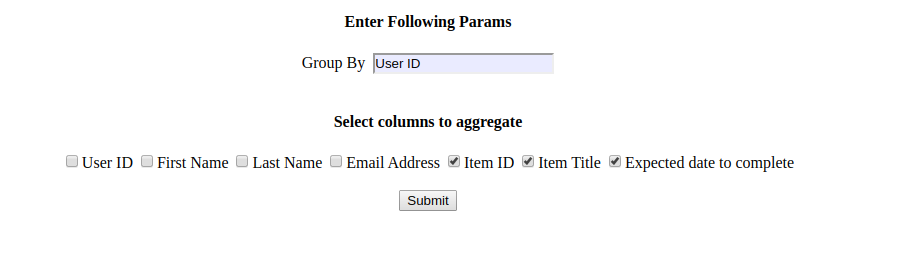 Enter Following Params
Group By User ID
Select columns to aggregate
User ID First Name Last Name Email Address Item ID Item Title Expected date to complete
Submit